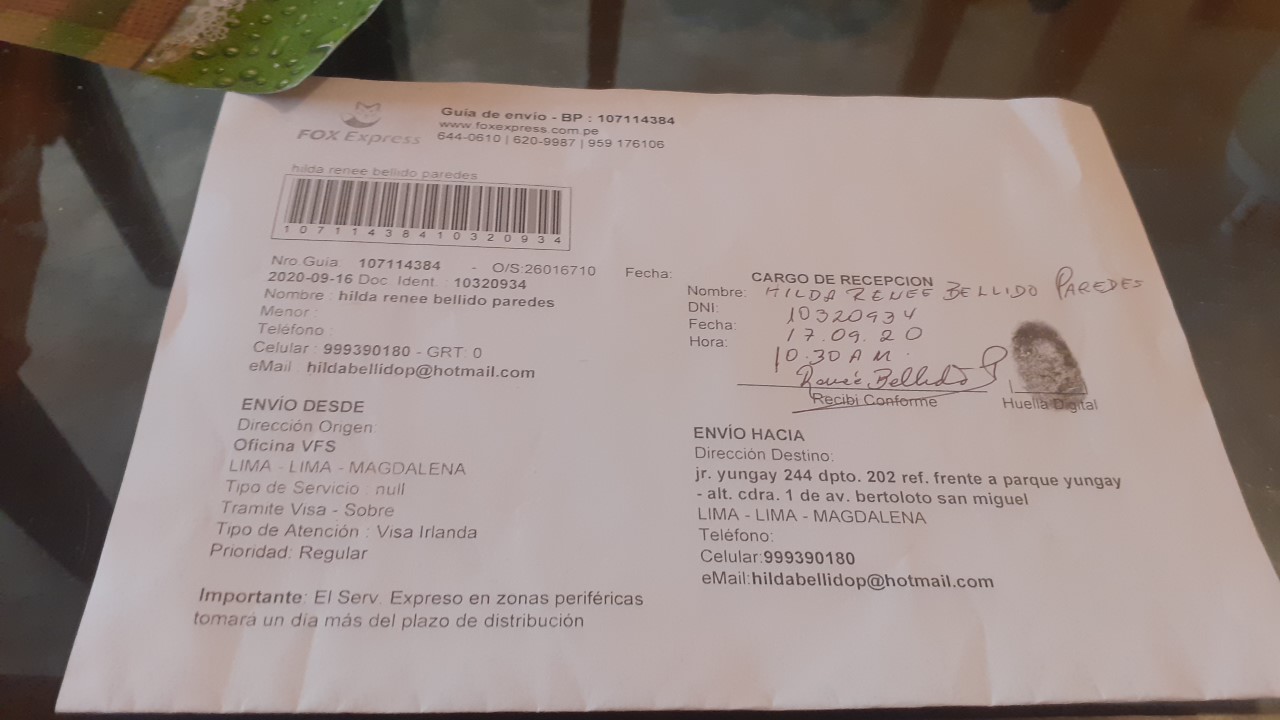 FOX Express
Guía de envio - BP : 107114384
www.foxexpress.com.pe
644-0610 | 620-9987 | 959 176106
hilda renee bellido paredes
10711438410320934
Nro.Guia: 107114384 - O/S:26016710 Fecha:
2020-09-16 Doc. Ident. : 10320934
Nombre : hilda renee bellido paredes
Menor :
Teléfono :
Celular : 999390180 - GRT: 0
eMail : hildabellidop@hotmail.com
ENVÍO DESDE
Dirección Origen:
Oficina VFS
LIMA - LIMA - MAGDALENA
Tipo de Servicio : null
Tramite Visa - Sobre
Tipo de Atención : Visa Irlanda
Prioridad: Regular
Importante: El Serv. Expreso en zonas periféricas
tomará un día más del plazo de distribución
CARGO DE RECEPCION
Nombre: HILDA RENEE BELLIDO PAREDES
DNI: 10320934
Fecha: 17.09.20
Hora: 10.30 AM.
Reneé Bellido P
Recibi Conforme
Huella Digital
ENVÍO HACIA
Dirección Destino:
jr. yungay 244 dpto. 202 ref. frente a parque yungay
- alt. cdra. 1 de av. bertoloto san miguel
LIMA - LIMA - MAGDALENA
Teléfono:
Celular:999390180
eMail:hildabellidop@hotmail.com